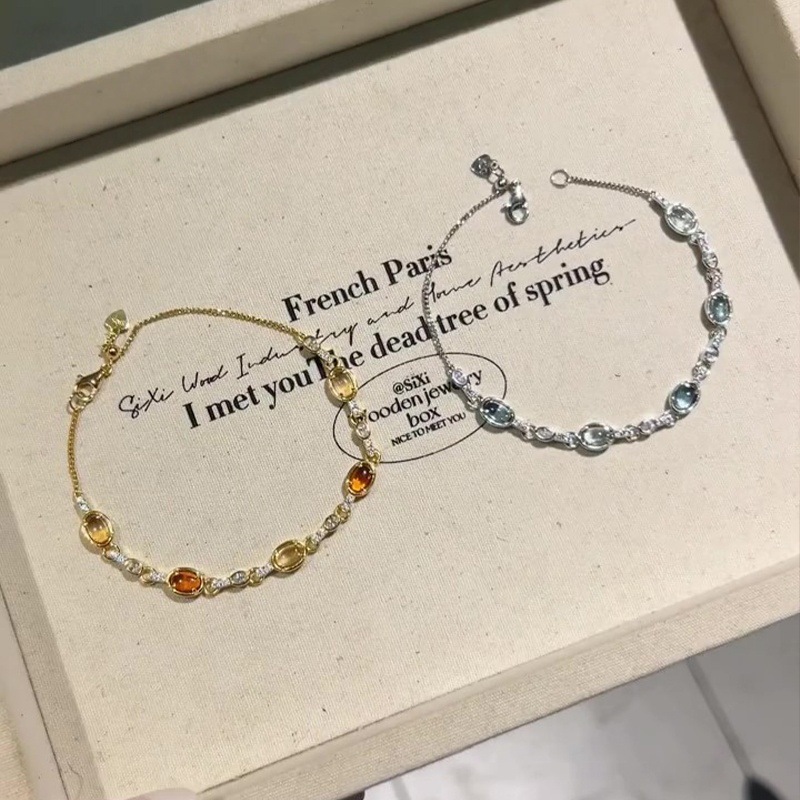 French Paris
SiXi Wood Industry and Home Aesthetics
I met you The dead tree of spring
@SiXi
wooden jewelry
box
NICE TO MEET YOU